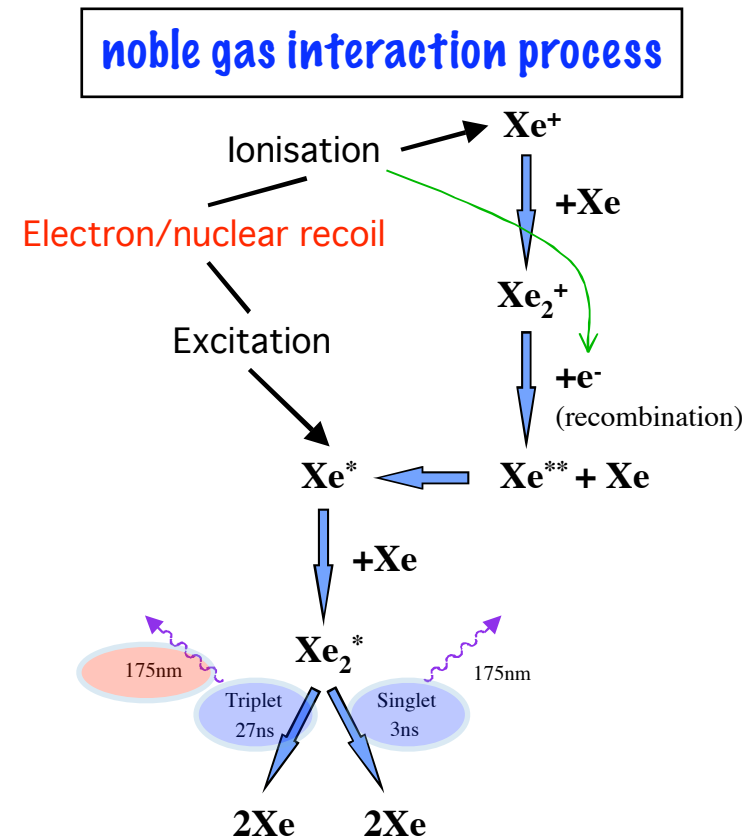 noble gas interaction process
Xe⁺
Ionisation
+Xe
Electron/nuclear recoil
Xe₂⁺
Excitation
+e⁻
(recombination)
Xe*
Xe** + Xe
+Xe
Xe₂*
175nm
175nm
Triplet
27ns
Singlet
3ns
2Xe
2Xe